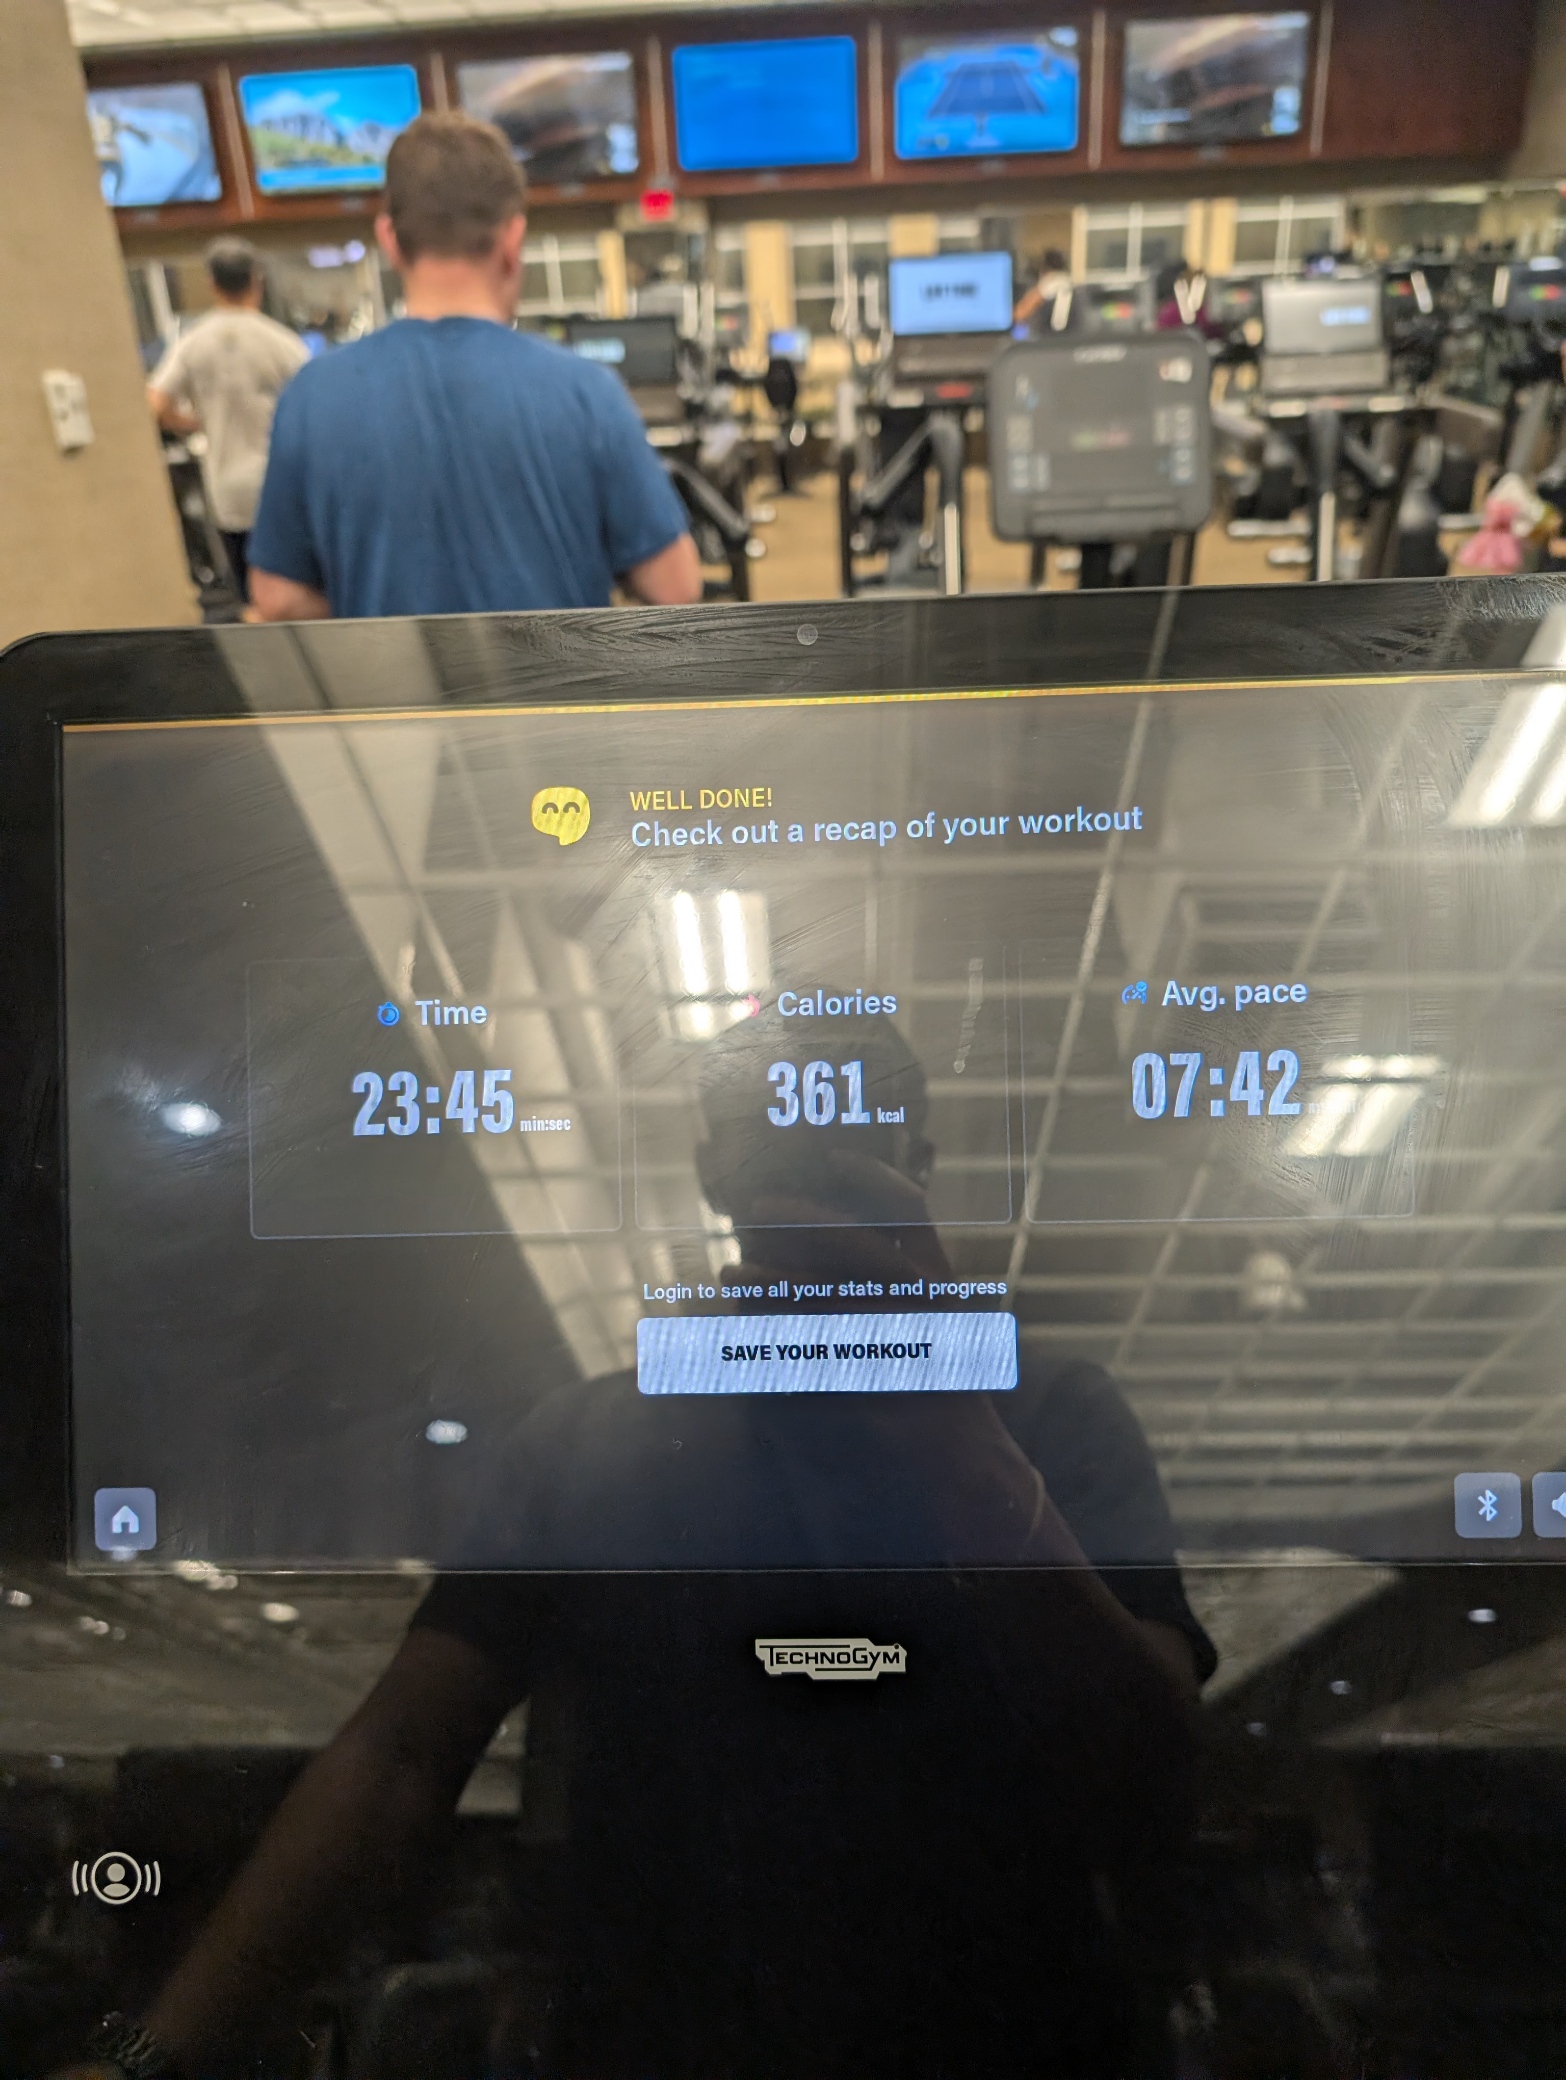 WELL DONE!
Check out a recap of your workout
Time
23:45 min:sec
Calories
361 kcal
Avg. pace
07:42
Login to save all your stats and progress
SAVE YOUR WORKOUT
TECHNOGYM